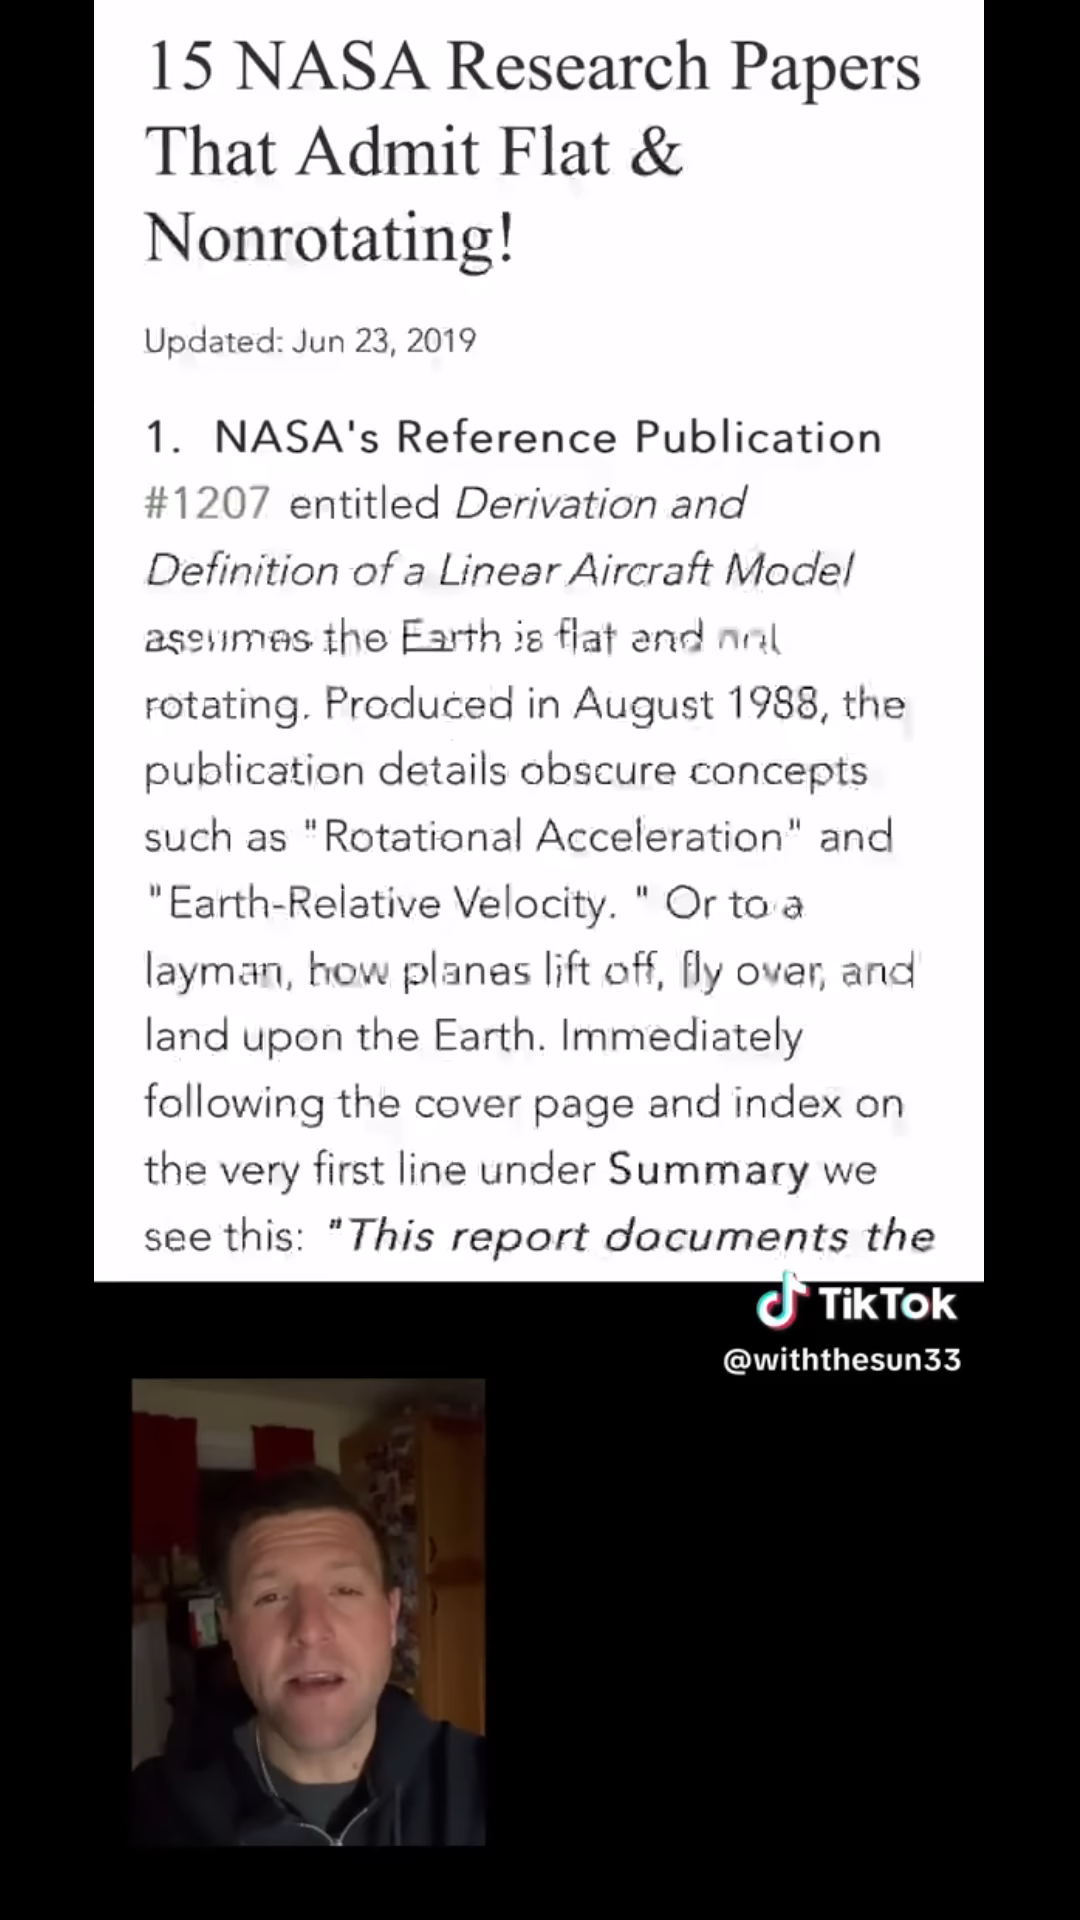 15 NASA Research Papers
That Admit Flat &
Nonrotating!
Updated: Jun 23, 2019
1. NASA's Reference Publication
#1207 entitled Derivation and
Definition of a Linear Aircraft Model
assumes the Earth is flat and not
rotating. Produced in August 1988, the
publication details obscure concepts
such as "Rotational Acceleration" and
"Earth-Relative Velocity. " Or to a
layman, how planes lift off, fly over, and
land upon the Earth. Immediately
following the cover page and index on
the very first line under Summary we
see this: "This report documents the
TikTok
@withthesun33